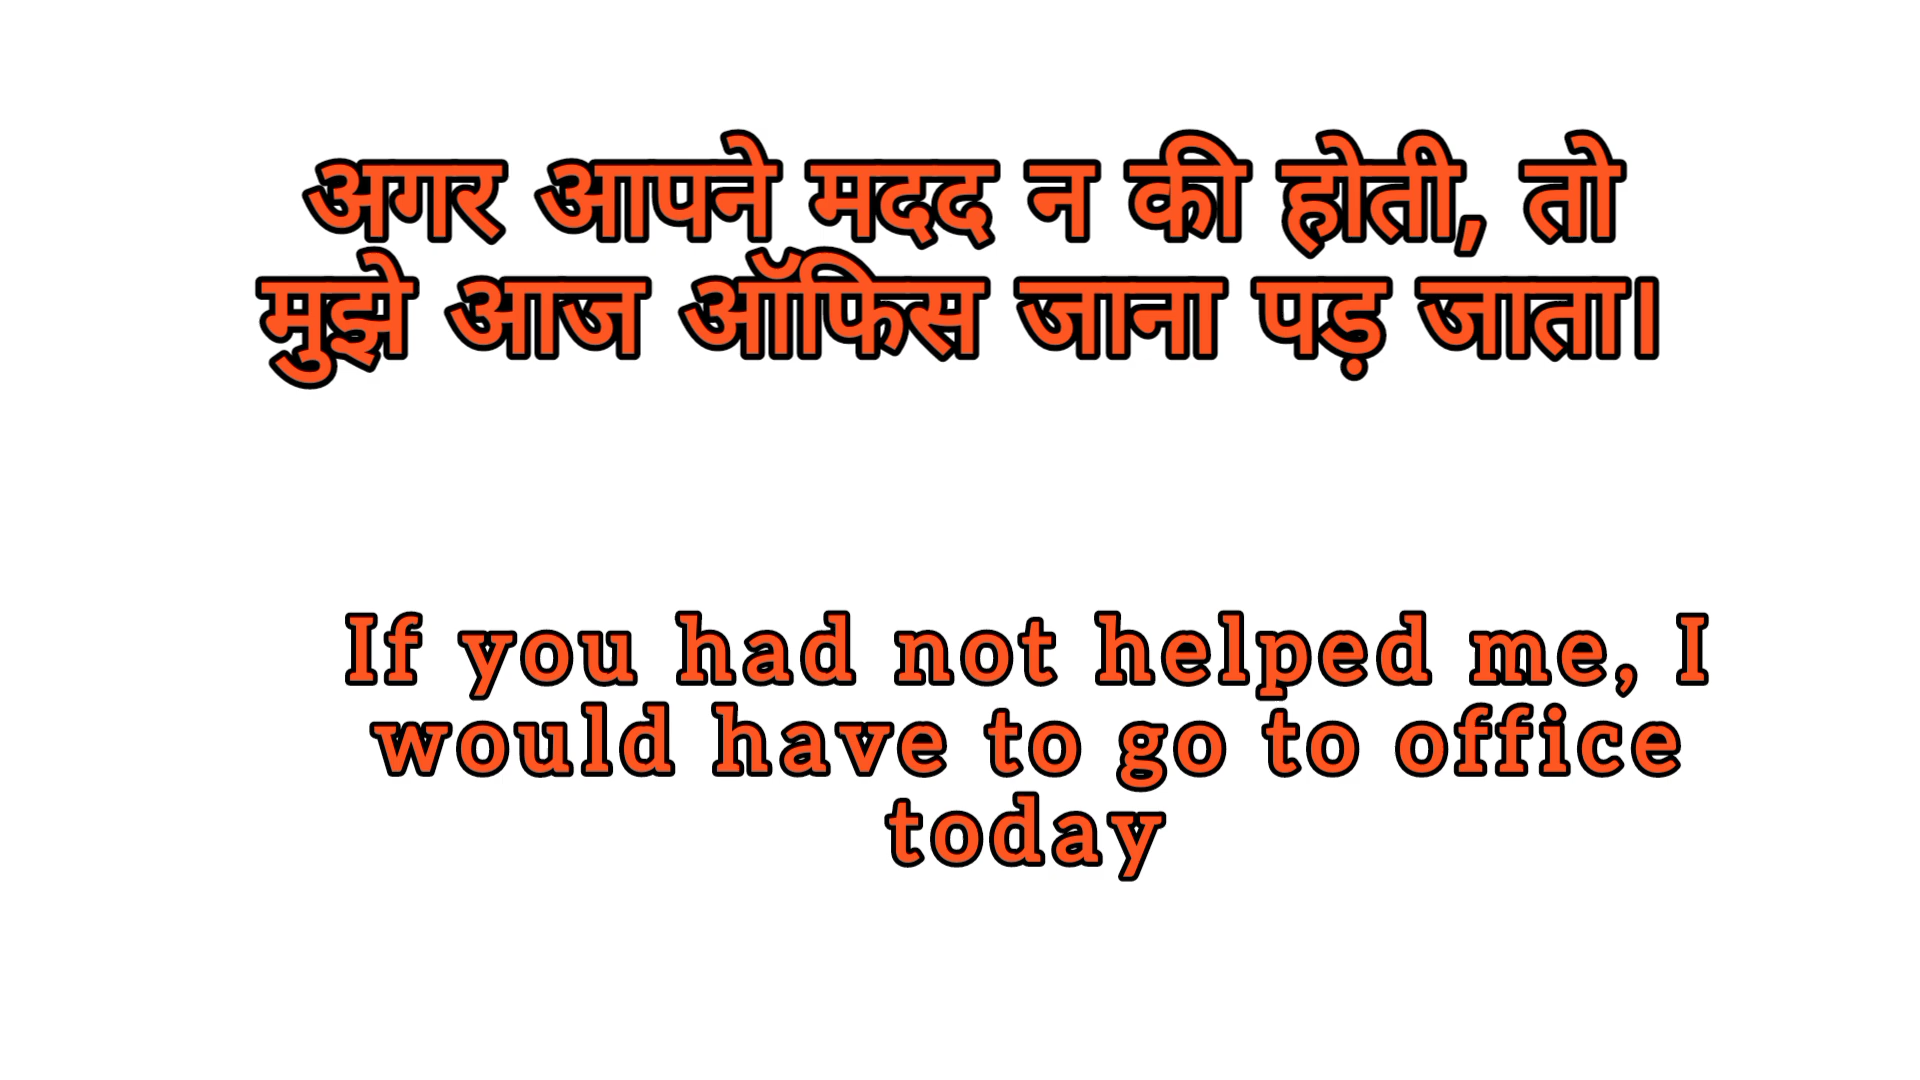 अगर आपने मदद न की होती, तो
मुझे आज ऑफिस जाना पड़ जाता।
If you had not helped me, I
would have to go to office
today